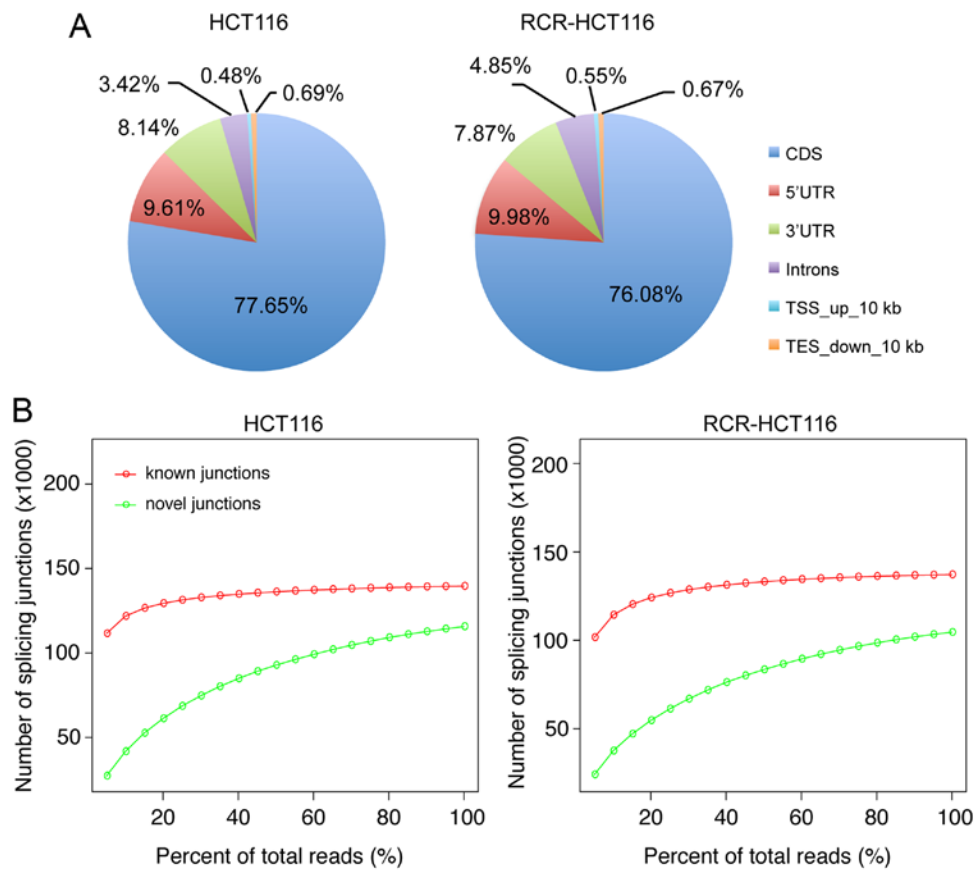 A
HCT116
RCR-HCT116
3.42%
0.48%
0.69%
8.14%
9.61%
77.65%
4.85%
0.55%
0.67%
7.87%
9.98%
76.08%
CDS
5'UTR
3'UTR
Introns
TSS_up_10 kb
TES_down_10 kb
B
HCT116
Number of splicing junctions (x1000)
200
150
100
50
known junctions
novel junctions
20 40 60 80 100
Percent of total reads (%)
RCR-HCT116
Number of splicing junctions (x1000)
200
150
100
50
20 40 60 80 100
Percent of total reads (%)